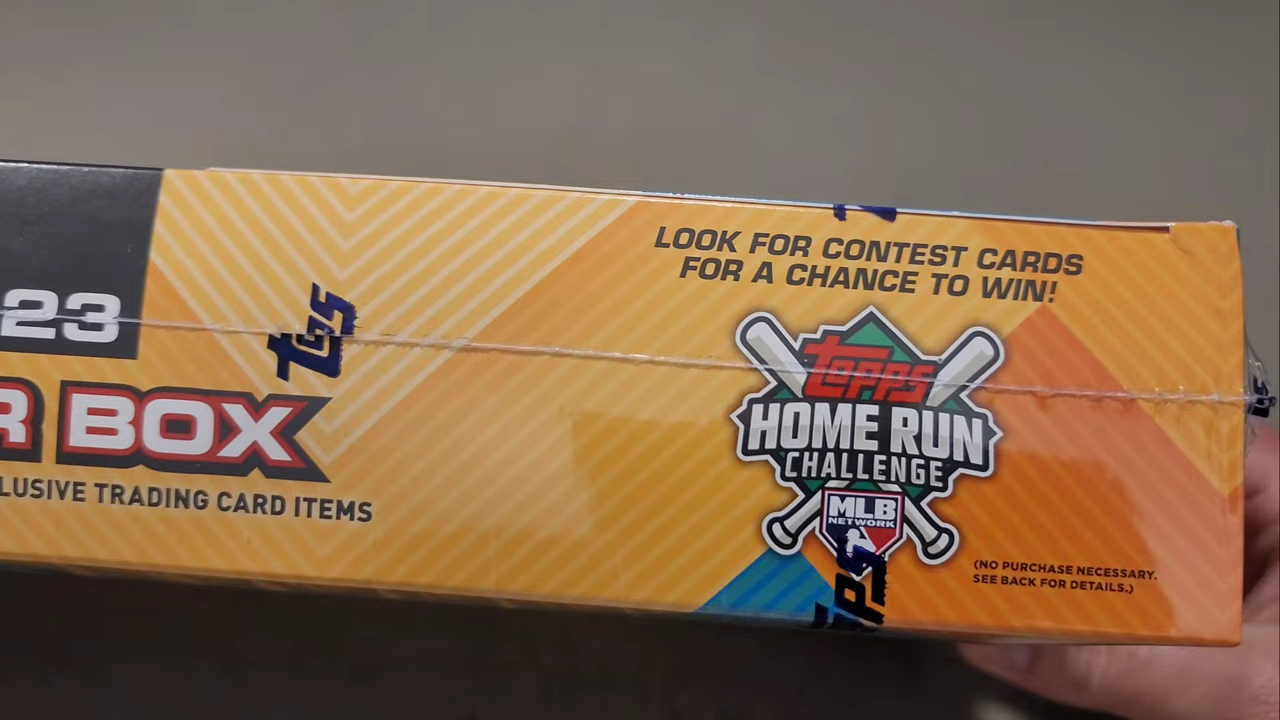 LOOK FOR CONTEST CARDS
FOR A CHANCE TO WIN!
23
R BOX
LUSIVE TRADING CARD ITEMS
topps
HOME RUN
CHALLENGE
MLB
NETWORK
(NO PURCHASE NECESSARY.
SEE BACK FOR DETAILS.)